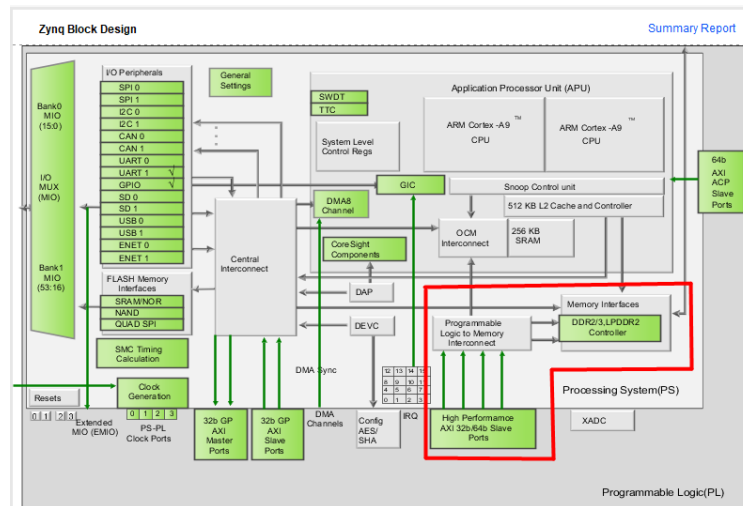 Zynq Block Design
Summary Report
Bank0
MIO
(15:0)
I/O
MUX
(MIO)
Bank1
MIO
(53:16)
I/O Peripherals
SPI 0
SPI 1
I2C 0
I2C 1
CAN 0
CAN 1
UART 0
UART 1 √
GPIO √
SD 0
SD 1
USB 0
USB 1
ENET 0
ENET 1
FLASH Memory
Interfaces
SRAM/NOR
NAND
QUAD SPI
SMC Timing
Calculation
General
Settings
Application Processor Unit (APU)
SWDT
TTC
System Level
Control Regs
ARM Cortex -A9 ™
CPU
ARM Cortex -A9 ™
CPU
64b
AXI
ACP
Slave
Ports
GIC
Snoop Control unit
512 KB L2 Cache and Controller
DMA8
Channel
OCM
Interconnect
256 KB
SRAM
CoreSight
Components
Central
Interconnect
DAP
DEVC
Programmable
Logic to Memory
Interconnect
Memory Interfaces
DDR2/3,LPDDR2
Controller
DMA Sync
12 13 14 15
8 9 10 11
4 5 6 7
0 1 2 3
Processing System(PS)
Resets
0 1 2 3
Clock
Generation
0 1 2 3
Extended
MIO (EMIO)
PS-PL
Clock Ports
32b GP
AXI
Master
Ports
32b GP
AXI
Slave
Ports
DMA
Channels
Config
AES/
SHA
IRQ
High Performance
AXI 32b/64b Slave
Ports
XADC
Programmable Logic(PL)